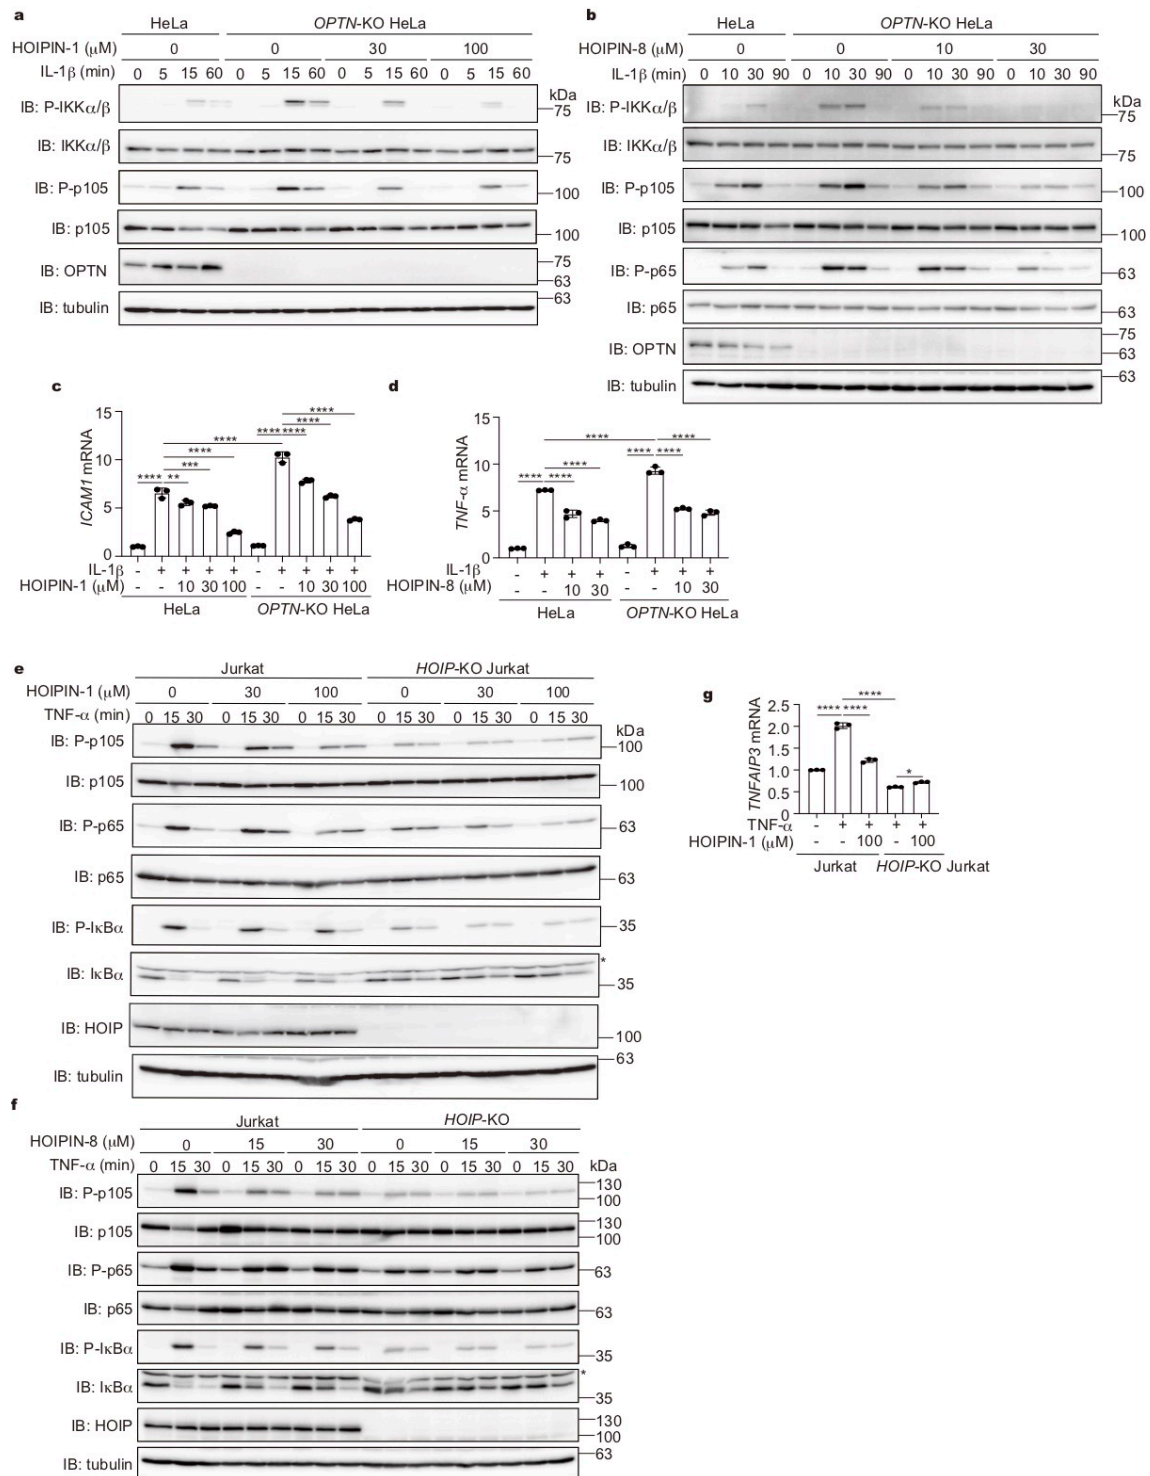 a
HeLa OPTN-KO HeLa
HOIPIN-1 (μM) 0 0 30 100
IL-1β (min) 0 5 15 60 0 5 15 60 0 5 15 60 0 5 15 60
kDa
IB: P-IKKα/β 75
IB: IKKα/β 75
IB: P-p105 100
IB: p105 100
IB: OPTN 75
63
IB: tubulin 63
b
HeLa OPTN-KO HeLa
HOIPIN-8 (μM) 0 0 10 30
IL-1β (min) 0 10 30 90 0 10 30 90 0 10 30 90 0 10 30 90
kDa
IB: P-IKKα/β 75
IB: IKKα/β 75
IB: P-p105 100
IB: p105 100
IB: P-p65 63
IB: p65 63
IB: OPTN 75
63
IB: tubulin 63
c
ICAM1 mRNA
15
10
5
0
****
****
**** ****
****
****
***
**** **
IL-1β - + + + + - + + + +
HOIPIN-1 (μM) - - 10 30 100 - - 10 30 100
HeLa OPTN-KO HeLa
d
TNF-α mRNA
15
10
5
0
**** ****
**** ****
****
**** ****
IL-1β - + + + - + + +
HOIPIN-8 (μM) - - 10 30 - - 10 30
HeLa OPTN-KO HeLa
e
Jurkat HOIP-KO Jurkat
HOIPIN-1 (μM) 0 30 100 0 30 100
TNF-α (min) 0 15 30 0 15 30 0 15 30 0 15 30 0 15 30 0 15 30
kDa
IB: P-p105 100
IB: p105 100
IB: P-p65 63
IB: p65 63
IB: P-IκBα 35
*
IB: IκBα 35
IB: HOIP 100
63
IB: tubulin
g
TNFAIP3 mRNA
2.5
2.0
1.5
1.0
0.5
0
****
**** ****
*
TNF-α - + + + +
HOIPIN-1 (μM) - - 100 - 100
Jurkat HOIP-KO Jurkat
f
Jurkat HOIP-KO
HOIPIN-8 (μM) 0 15 30 0 15 30
TNF-α (min) 0 15 30 0 15 30 0 15 30 0 15 30 0 15 30 0 15 30 kDa
IB: P-p105 130
100
IB: p105 130
100
IB: P-p65 63
IB: p65 63
IB: P-IκBα 35
*
IB: IκBα 35
IB: HOIP 130
100
IB: tubulin 63